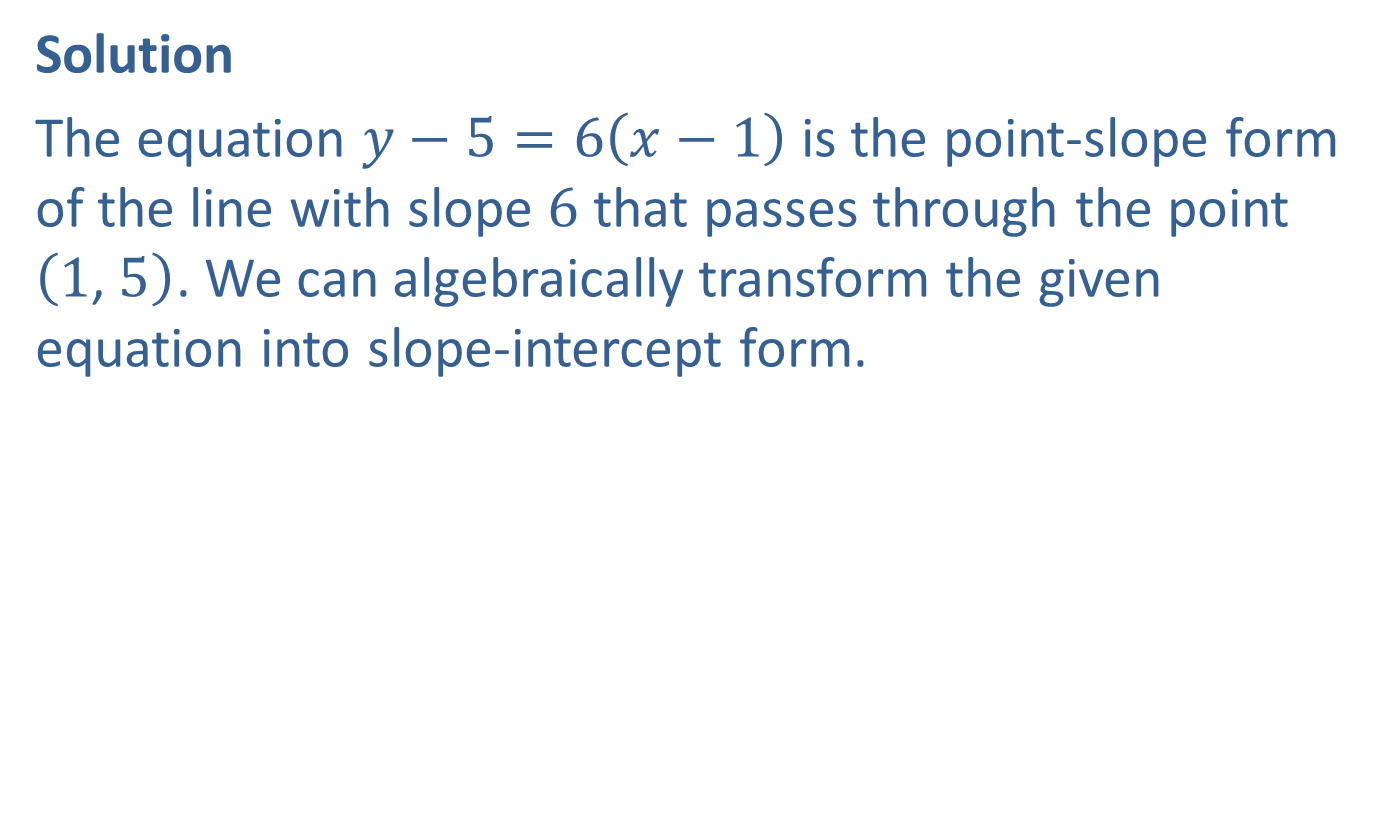 Solution
The equation y − 5 = 6(x − 1) is the point-slope form
of the line with slope 6 that passes through the point
(1, 5). We can algebraically transform the given
equation into slope-intercept form.